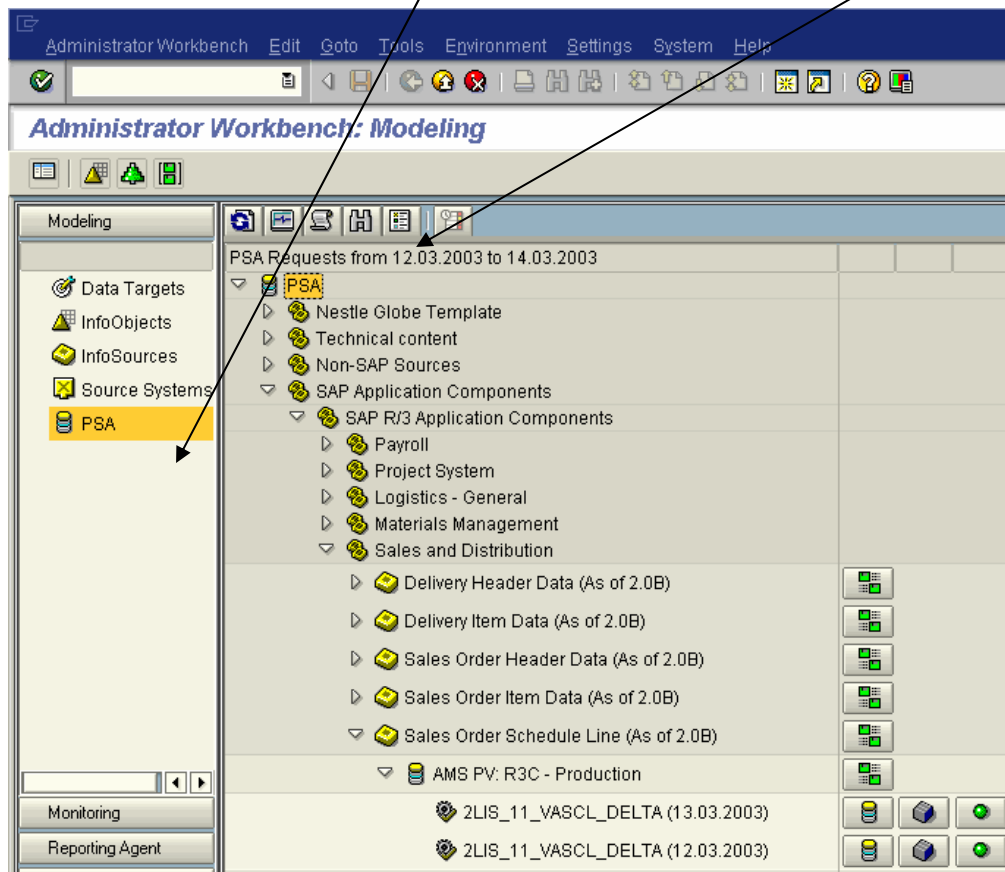 Administrator Workbench Edit Goto Tools Environment Settings System Help
Administrator Workbench: Modeling
Modeling
PSA Requests from 12.03.2003 to 14.03.2003
Data Targets
InfoObjects
InfoSources
Source Systems
PSA
PSA
Nestle Globe Template
Technical content
Non-SAP Sources
SAP Application Components
SAP R/3 Application Components
Payroll
Project System
Logistics - General
Materials Management
Sales and Distribution
Delivery Header Data (As of 2.0B)
Delivery Item Data (As of 2.0B)
Sales Order Header Data (As of 2.0B)
Sales Order Item Data (As of 2.0B)
Sales Order Schedule Line (As of 2.0B)
AMS PV: R3C - Production
2LIS_11_VASCL_DELTA (13.03.2003)
2LIS_11_VASCL_DELTA (12.03.2003)
Monitoring
Reporting Agent